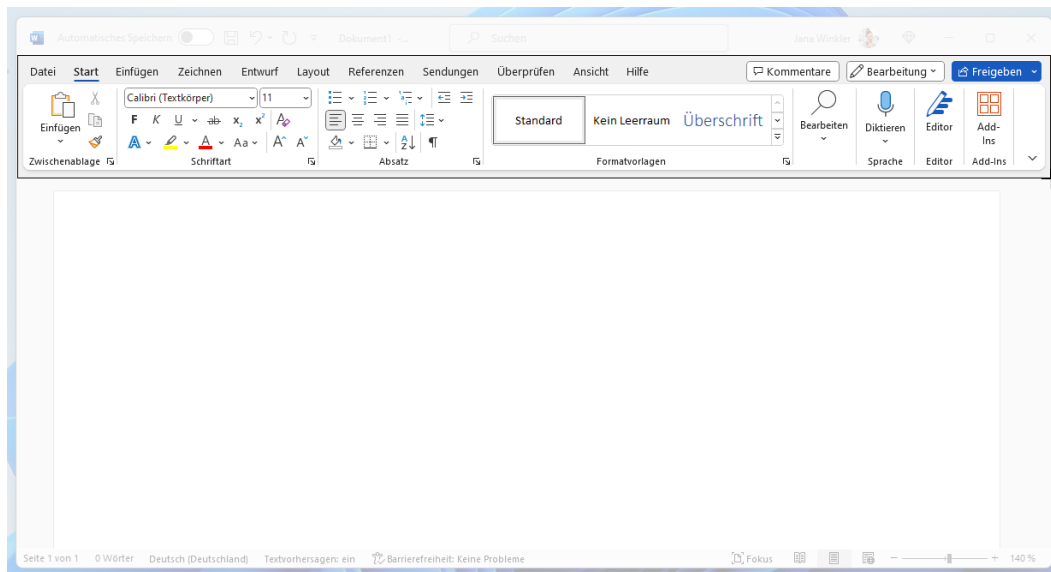 Automatisches Speichern Dokument1 -... Suchen Jana Winkler
Datei Start Einfügen Zeichnen Entwurf Layout Referenzen Sendungen Überprüfen Ansicht Hilfe Kommentare Bearbeitung Freigeben
Calibri (Textkörper) 11
Einfügen F K U ab x₂ x² A Standard Kein Leerraum Überschrift Bearbeiten Diktieren Editor Add-
Ins
A A Aa A A
Zwischenablage Schriftart Absatz Formatvorlagen Sprache Editor Add-Ins
Seite 1 von 1 0 Wörter Deutsch (Deutschland) Textvorhersagen: ein Barrierefreiheit: Keine Probleme Fokus 140 %